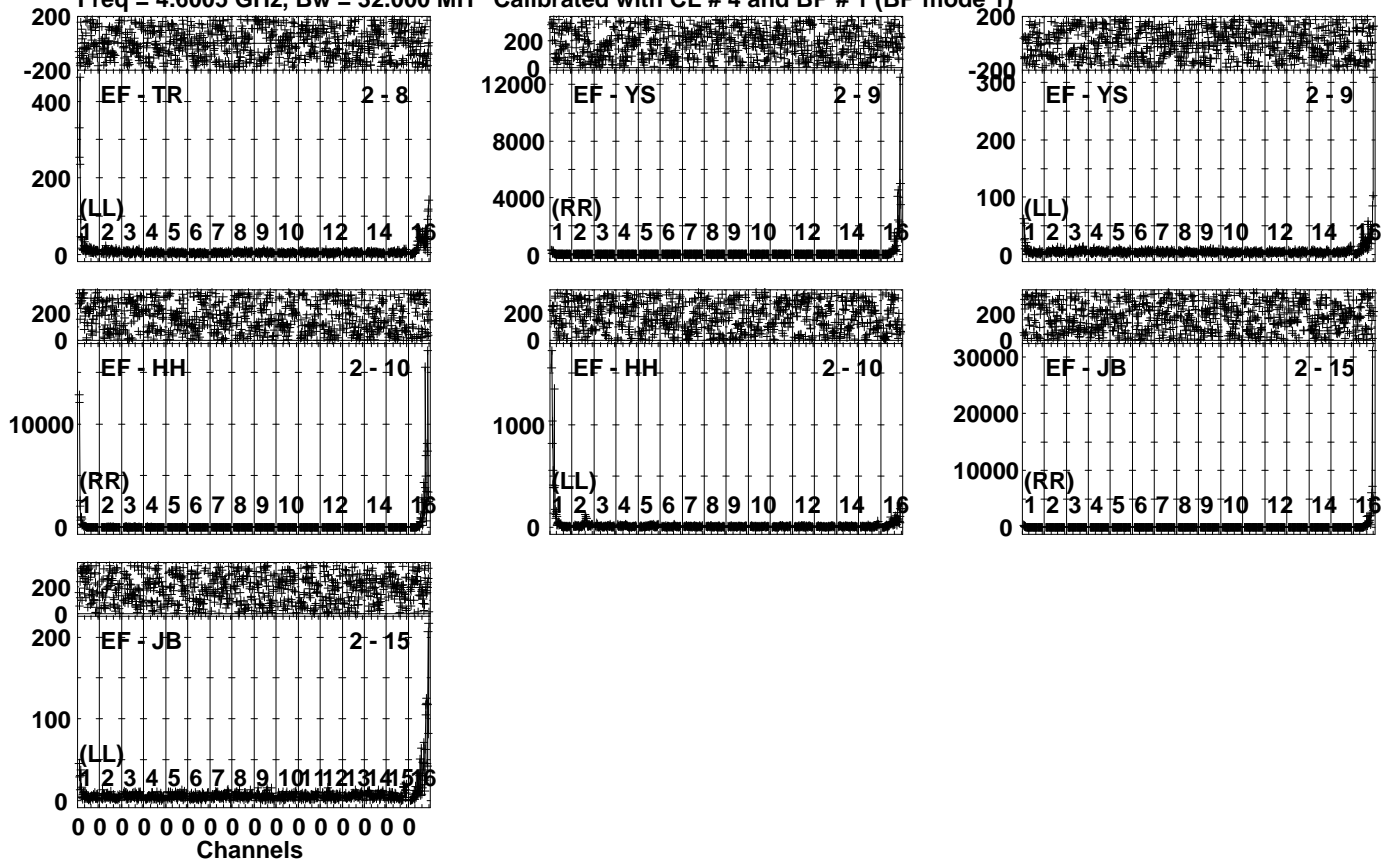 Freq = 4.6005 GHz, Bw = 32.000 MH Calibrated with CL # 4 and BP # 1 (BP mode 1)
200
-200
400
200
0
EF - TR 2 - 8
(LL)
1 2 3 4 5 6 7 8 9 10 12 14 16
200
0
12000
8000
4000
0
EF - YS 2 - 9
(RR)
1 2 3 4 5 6 7 8 9 10 12 14 16
200
-200
300
200
100
0
EF - YS 2 - 9
(LL)
1 2 3 4 5 6 7 8 9 10 12 14 16
200
0
10000
0
EF - HH 2 - 10
(RR)
1 2 3 4 5 6 7 8 9 10 12 14 16
200
0
1000
0
EF - HH 2 - 10
(LL)
1 2 3 4 5 6 7 8 9 10 12 14 16
200
0
30000
20000
10000
0
EF - JB 2 - 15
(RR)
1 2 3 4 5 6 7 8 9 10 12 14 16
200
0
200
100
0
EF - JB 2 - 15
(LL)
1 2 3 4 5 6 7 8 9 10 11 12 13 14 15 16
0 0 0 0 0 0 0 0 0 0 0 0 0 0 0 0
Channels